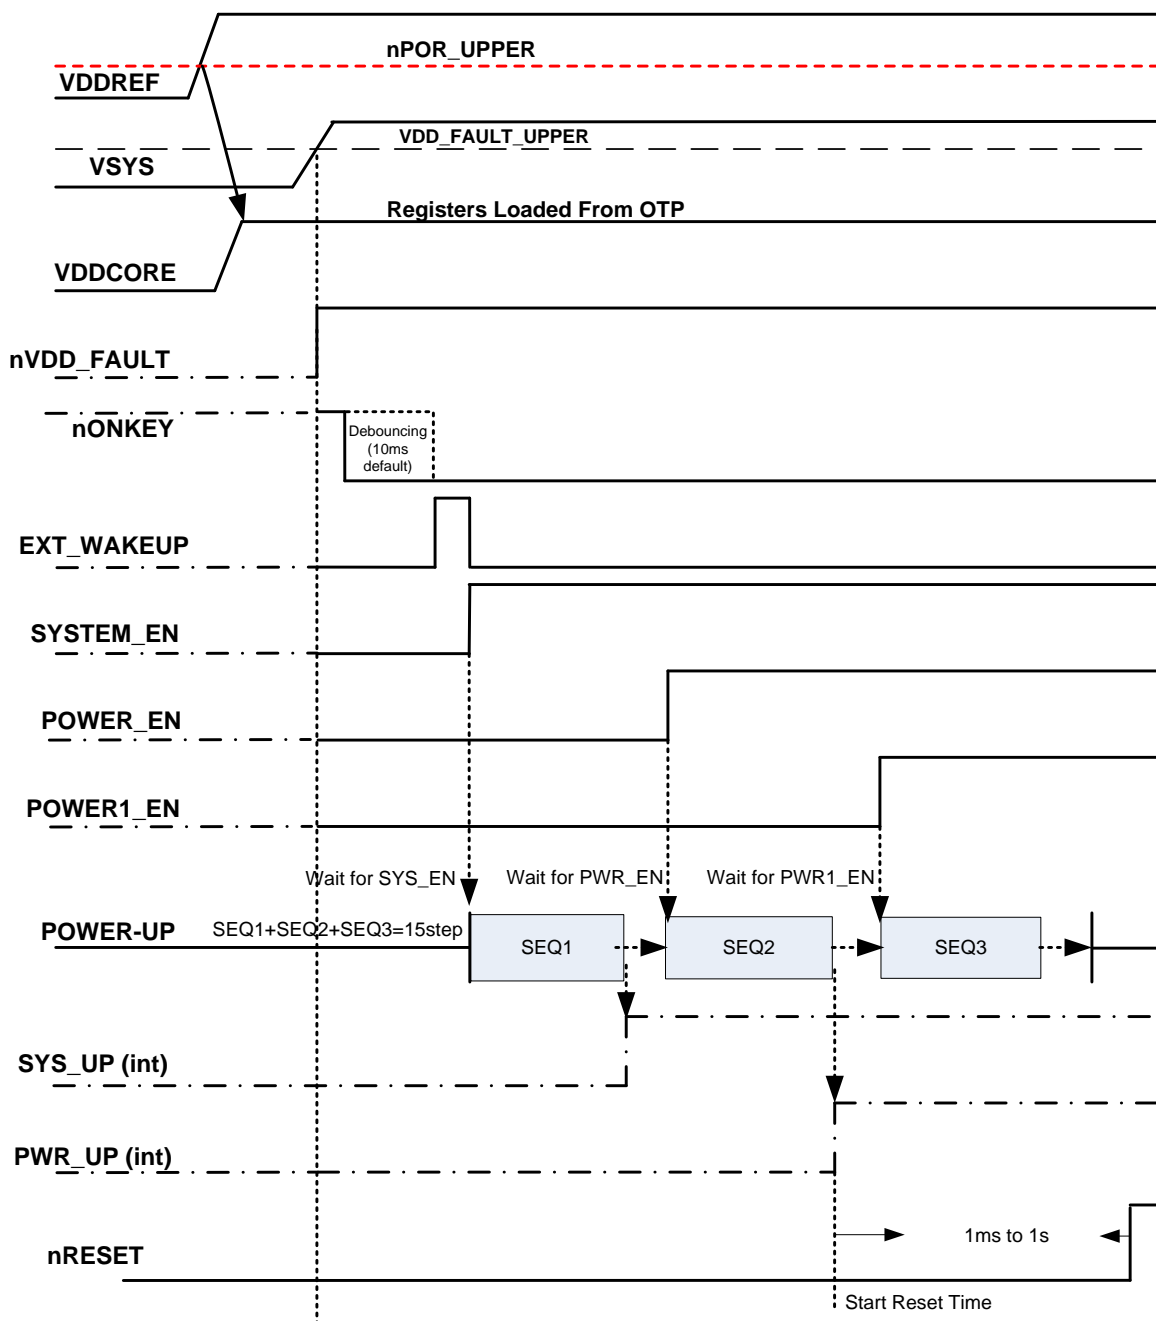 nPOR_UPPER
VDDREF
VDD_FAULT_UPPER
VSYS
Registers Loaded From OTP
VDDCORE
nVDD_FAULT
nONKEY
Debouncing
(10ms
default)
EXT_WAKEUP
SYSTEM_EN
POWER_EN
POWER1_EN
Wait for SYS_EN
Wait for PWR_EN
Wait for PWR1_EN
POWER-UP
SEQ1+SEQ2+SEQ3=15step
SEQ1
SEQ2
SEQ3
SYS_UP (int)
PWR_UP (int)
1ms to 1s
nRESET
Start Reset Time